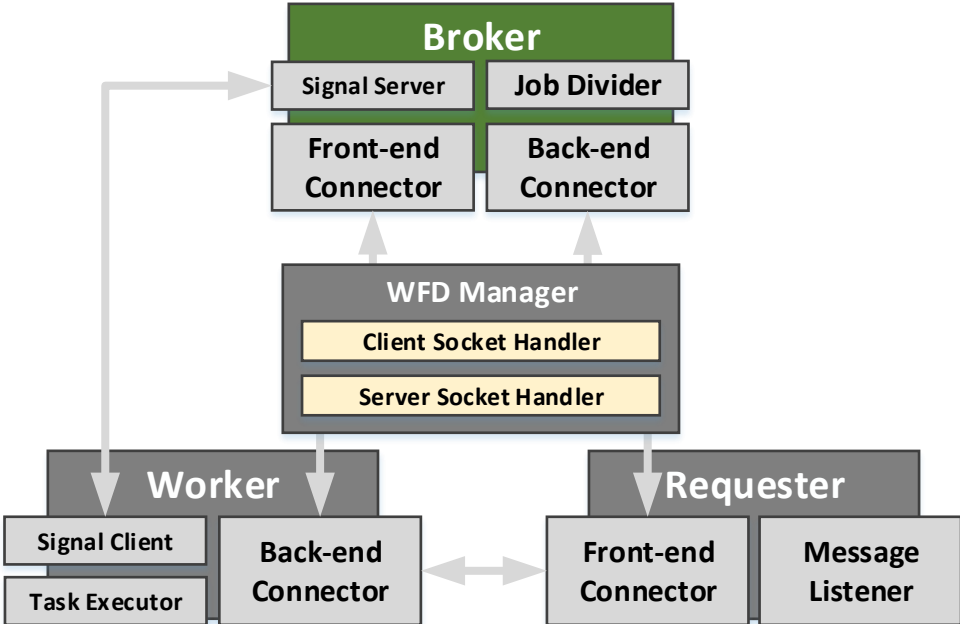 Broker
Signal Server
Job Divider
Front-end
Connector
Back-end
Connector
WFD Manager
Client Socket Handler
Server Socket Handler
Worker
Signal Client
Task Executor
Back-end
Connector
Requester
Front-end
Connector
Message
Listener